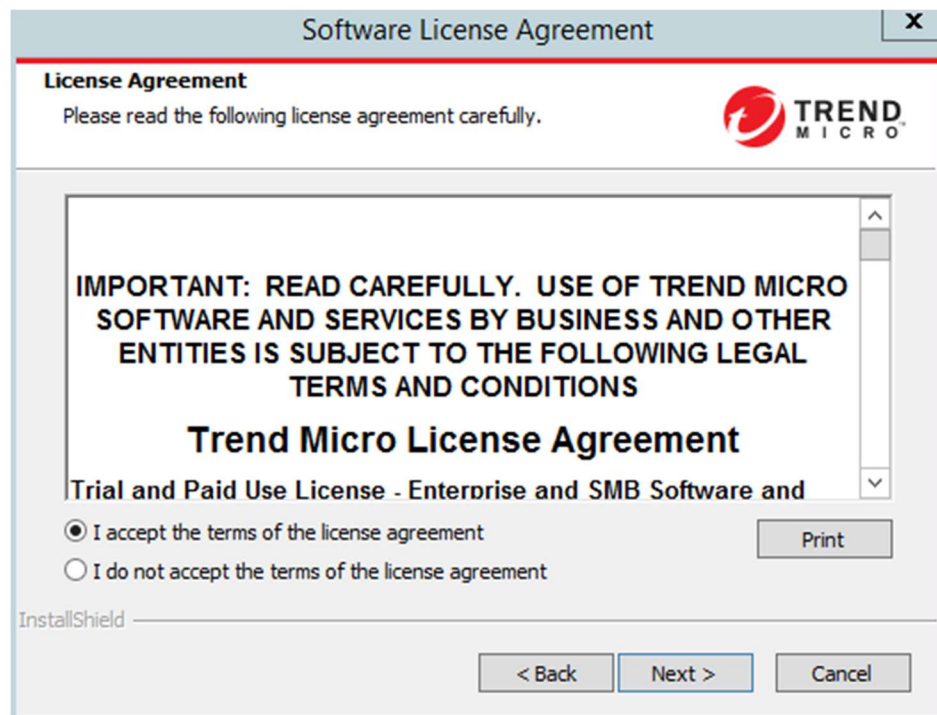 Software License Agreement
X
License Agreement
Please read the following license agreement carefully.
TREND
MICRO™
IMPORTANT: READ CAREFULLY. USE OF TREND MICRO
SOFTWARE AND SERVICES BY BUSINESS AND OTHER
ENTITIES IS SUBJECT TO THE FOLLOWING LEGAL
TERMS AND CONDITIONS
Trend Micro License Agreement
Trial and Paid Use License - Enterprise and SMB Software and
I accept the terms of the license agreement
Print
I do not accept the terms of the license agreement
InstallShield
< Back Next > Cancel